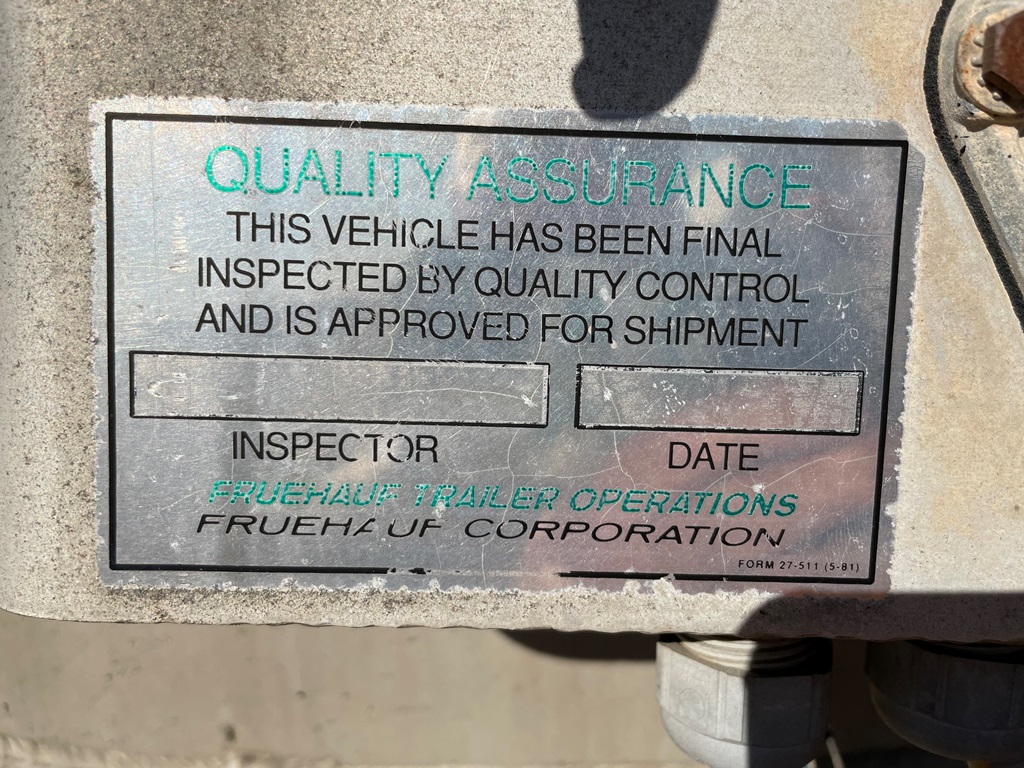 QUALITY ASSURANCE
THIS VEHICLE HAS BEEN FINAL
INSPECTED BY QUALITY CONTROL
AND IS APPROVED FOR SHIPMENT
INSPECTOR
DATE
FRUEHAUF TRAILER OPERATIONS
FRUEHAUF CORPORATION
FORM 27-511 (5-81)